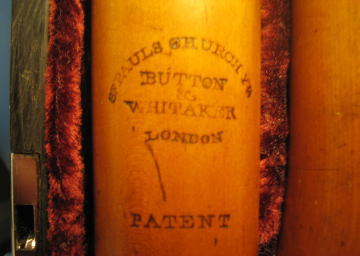 ST PAULS CHURCH YD
BUTTON
&
WHITAKER
LONDON
PATENT